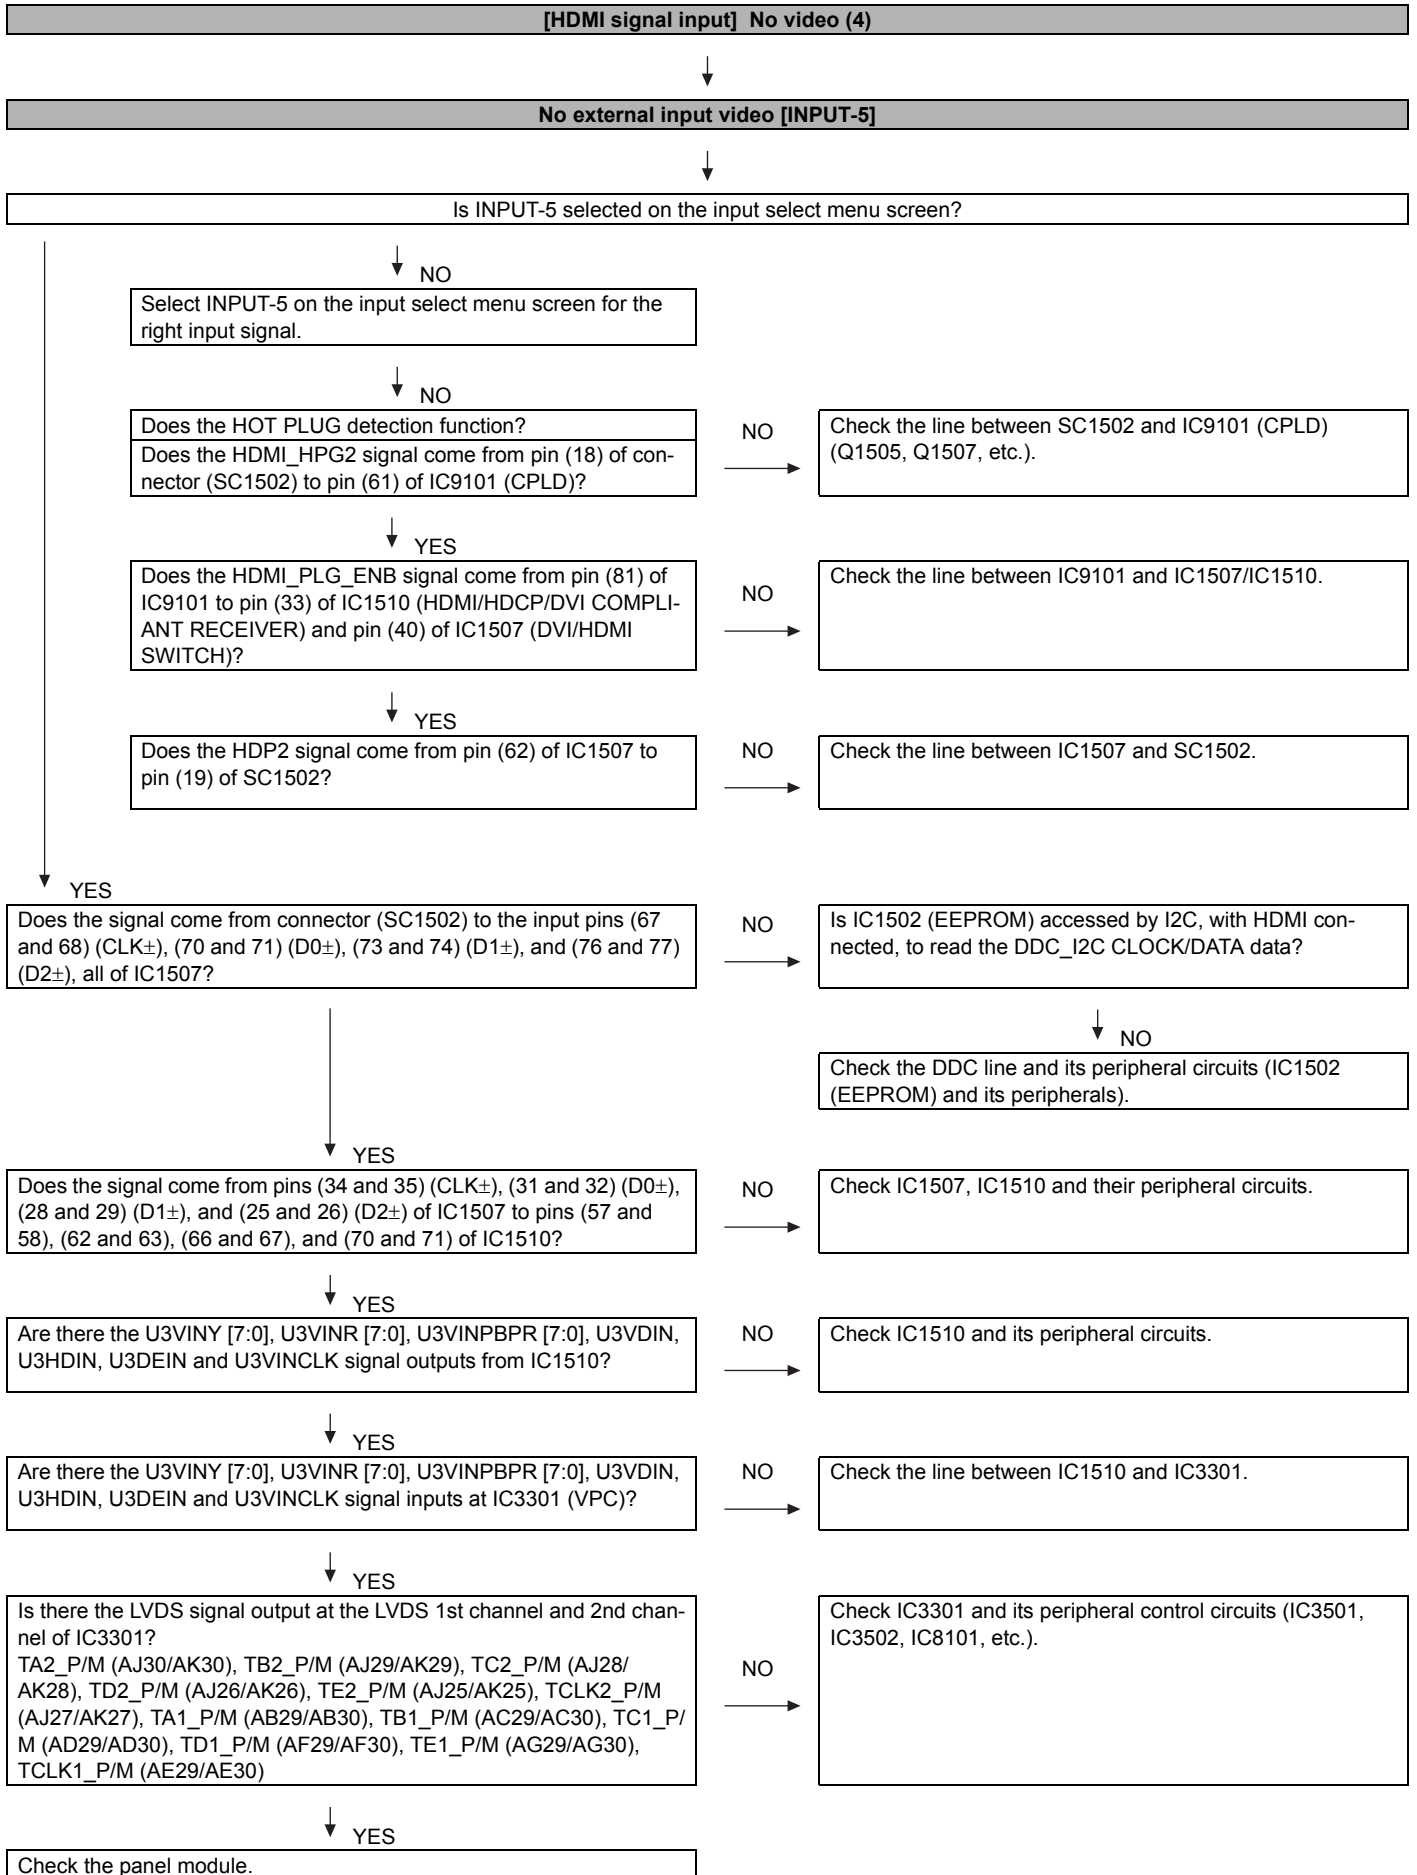 [HDMI signal input]  No video (4)
No external input video [INPUT-5]
Is INPUT-5 selected on the input select menu screen?
NO
Select INPUT-5 on the input select menu screen for the
right input signal.
NO
Does the HOT PLUG detection function?
Does the HDMI_HPG2 signal come from pin (18) of con-
nector (SC1502) to pin (61) of IC9101 (CPLD)?
NO
Check the line between SC1502 and IC9101 (CPLD)
(Q1505, Q1507, etc.).
YES
Does the HDMI_PLG_ENB signal come from pin (81) of
IC9101 to pin (33) of IC1510 (HDMI/HDCP/DVI COMPLI-
ANT RECEIVER) and pin (40) of IC1507 (DVI/HDMI
SWITCH)?
NO
Check the line between IC9101 and IC1507/IC1510.
YES
Does the HDP2 signal come from pin (62) of IC1507 to
pin (19) of SC1502?
NO
Check the line between IC1507 and SC1502.
YES
Does the signal come from connector (SC1502) to the input pins (67
and 68) (CLK±), (70 and 71) (D0±), (73 and 74) (D1±), and (76 and 77)
(D2±), all of IC1507?
NO
Is IC1502 (EEPROM) accessed by I2C, with HDMI con-
nected, to read the DDC_I2C CLOCK/DATA data?
NO
Check the DDC line and its peripheral circuits (IC1502
(EEPROM) and its peripherals).
YES
Does the signal come from pins (34 and 35) (CLK±), (31 and 32) (D0±),
(28 and 29) (D1±), and (25 and 26) (D2±) of IC1507 to pins (57 and
58), (62 and 63), (66 and 67), and (70 and 71) of IC1510?
NO
Check IC1507, IC1510 and their peripheral circuits.
YES
Are there the U3VINY [7:0], U3VINR [7:0], U3VINPBPR [7:0], U3VDIN,
U3HDIN, U3DEIN and U3VINCLK signal outputs from IC1510?
NO
Check IC1510 and its peripheral circuits.
YES
Are there the U3VINY [7:0], U3VINR [7:0], U3VINPBPR [7:0], U3VDIN,
U3HDIN, U3DEIN and U3VINCLK signal inputs at IC3301 (VPC)?
NO
Check the line between IC1510 and IC3301.
YES
Is there the LVDS signal output at the LVDS 1st channel and 2nd chan-
nel of IC3301?
TA2_P/M (AJ30/AK30), TB2_P/M (AJ29/AK29), TC2_P/M (AJ28/
AK28), TD2_P/M (AJ26/AK26), TE2_P/M (AJ25/AK25), TCLK2_P/M
(AJ27/AK27), TA1_P/M (AB29/AB30), TB1_P/M (AC29/AC30), TC1_P/
M (AD29/AD30), TD1_P/M (AF29/AF30), TE1_P/M (AG29/AG30),
TCLK1_P/M (AE29/AE30)
NO
Check IC3301 and its peripheral control circuits (IC3501,
IC3502, IC8101, etc.).
YES
Check the panel module.